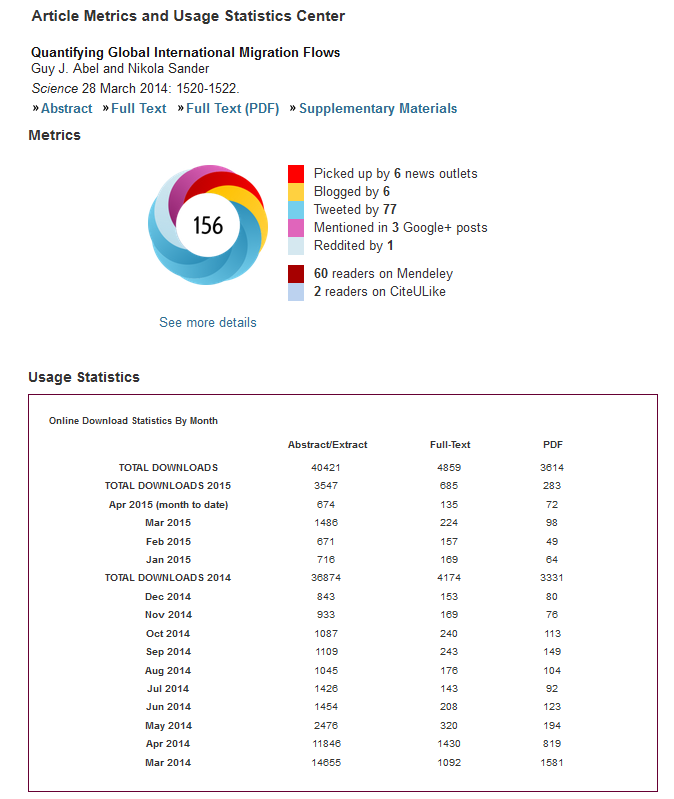 Article Metrics and Usage Statistics Center
Quantifying Global International Migration Flows
Guy J. Abel and Nikola Sander
Science 28 March 2014: 1520-1522.
»Abstract »Full Text »Full Text (PDF) »Supplementary Materials
Metrics
156
Picked up by 6 news outlets
Blogged by 6
Tweeted by 77
Mentioned in 3 Google+ posts
Reddited by 1
60 readers on Mendeley
2 readers on CiteULike
See more details
Usage Statistics
Online Download Statistics By Month
Abstract/Extract Full-Text PDF
TOTAL DOWNLOADS 40421 4859 3614
TOTAL DOWNLOADS 2015 3547 685 283
Apr 2015 (month to date) 674 135 72
Mar 2015 1486 224 98
Feb 2015 671 157 49
Jan 2015 716 169 64
TOTAL DOWNLOADS 2014 36874 4174 3331
Dec 2014 843 153 80
Nov 2014 933 169 76
Oct 2014 1087 240 113
Sep 2014 1109 243 149
Aug 2014 1045 176 104
Jul 2014 1426 143 92
Jun 2014 1454 208 123
May 2014 2476 320 194
Apr 2014 11846 1430 819
Mar 2014 14655 1092 1581